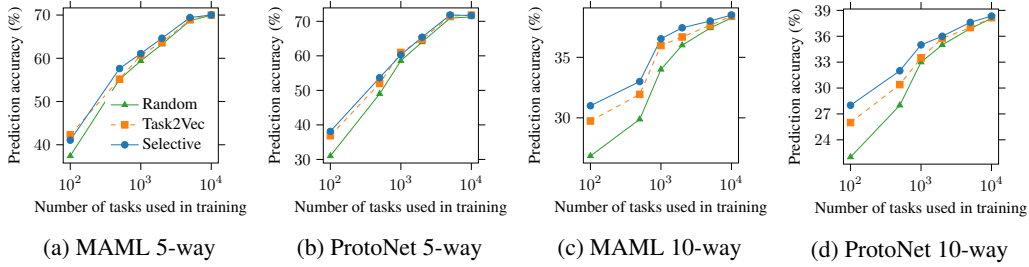 Prediction accuracy (%)
70
60
50
40
Random
Task2Vec
Selective
10^2
10^3
10^4
Number of tasks used in training
(a) MAML 5-way
Prediction accuracy (%)
70
60
50
40
30
10^2
10^3
10^4
Number of tasks used in training
(b) ProtoNet 5-way
Prediction accuracy (%)
35
30
10^2
10^3
10^4
Number of tasks used in training
(c) MAML 10-way
Prediction accuracy (%)
39
36
33
30
27
24
10^2
10^3
10^4
Number of tasks used in training
(d) ProtoNet 10-way